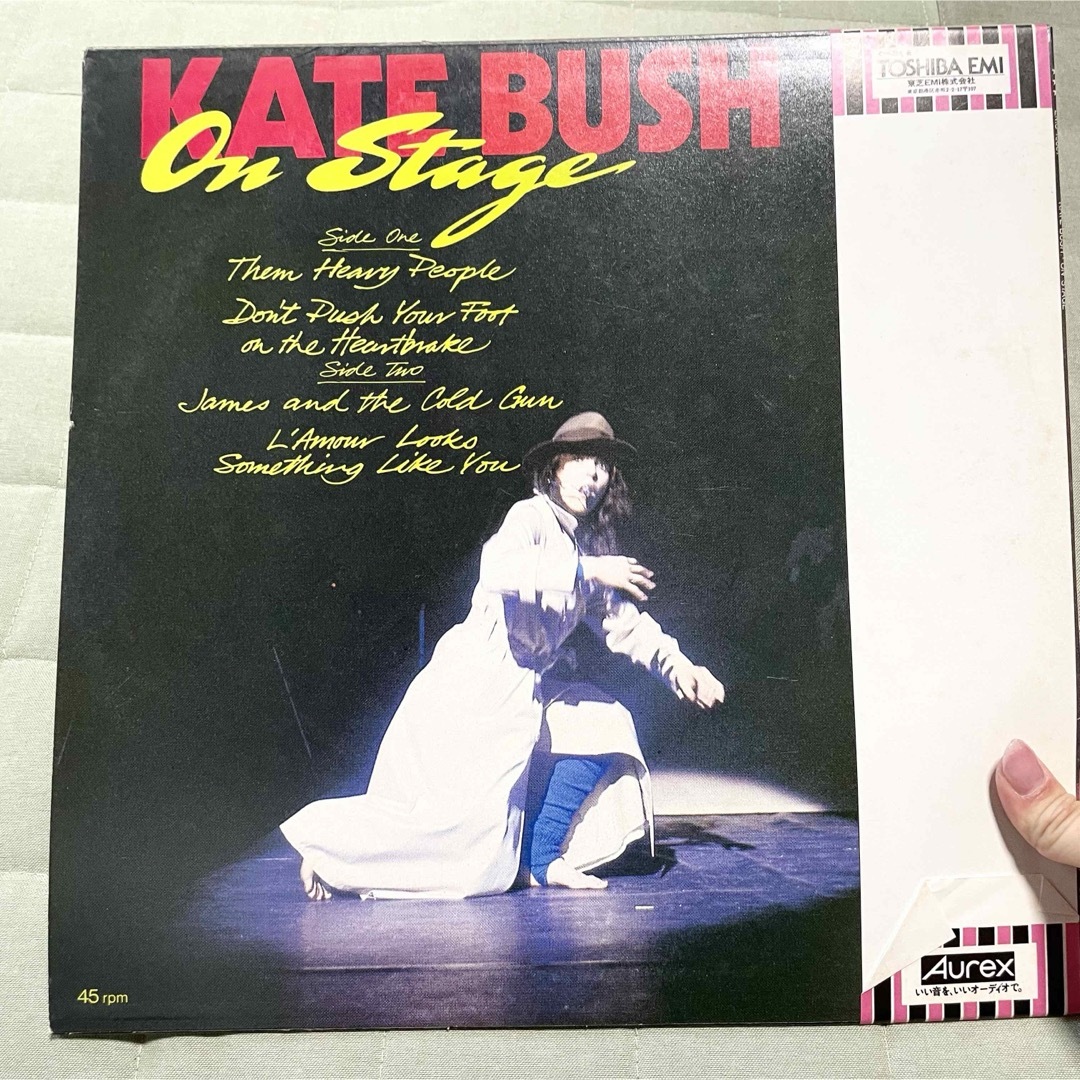 KATE BUSH
On Stage
Side One
Them Heavy People
Don't Push Your Foot
on the Heartbrake
Side Two
James and the Cold Gun
L'Amour Looks
Something Like You
45 rpm
TOSHIBA EMI
東芝EMI株式会社
Aurex
いい音を、いいオーディオで。